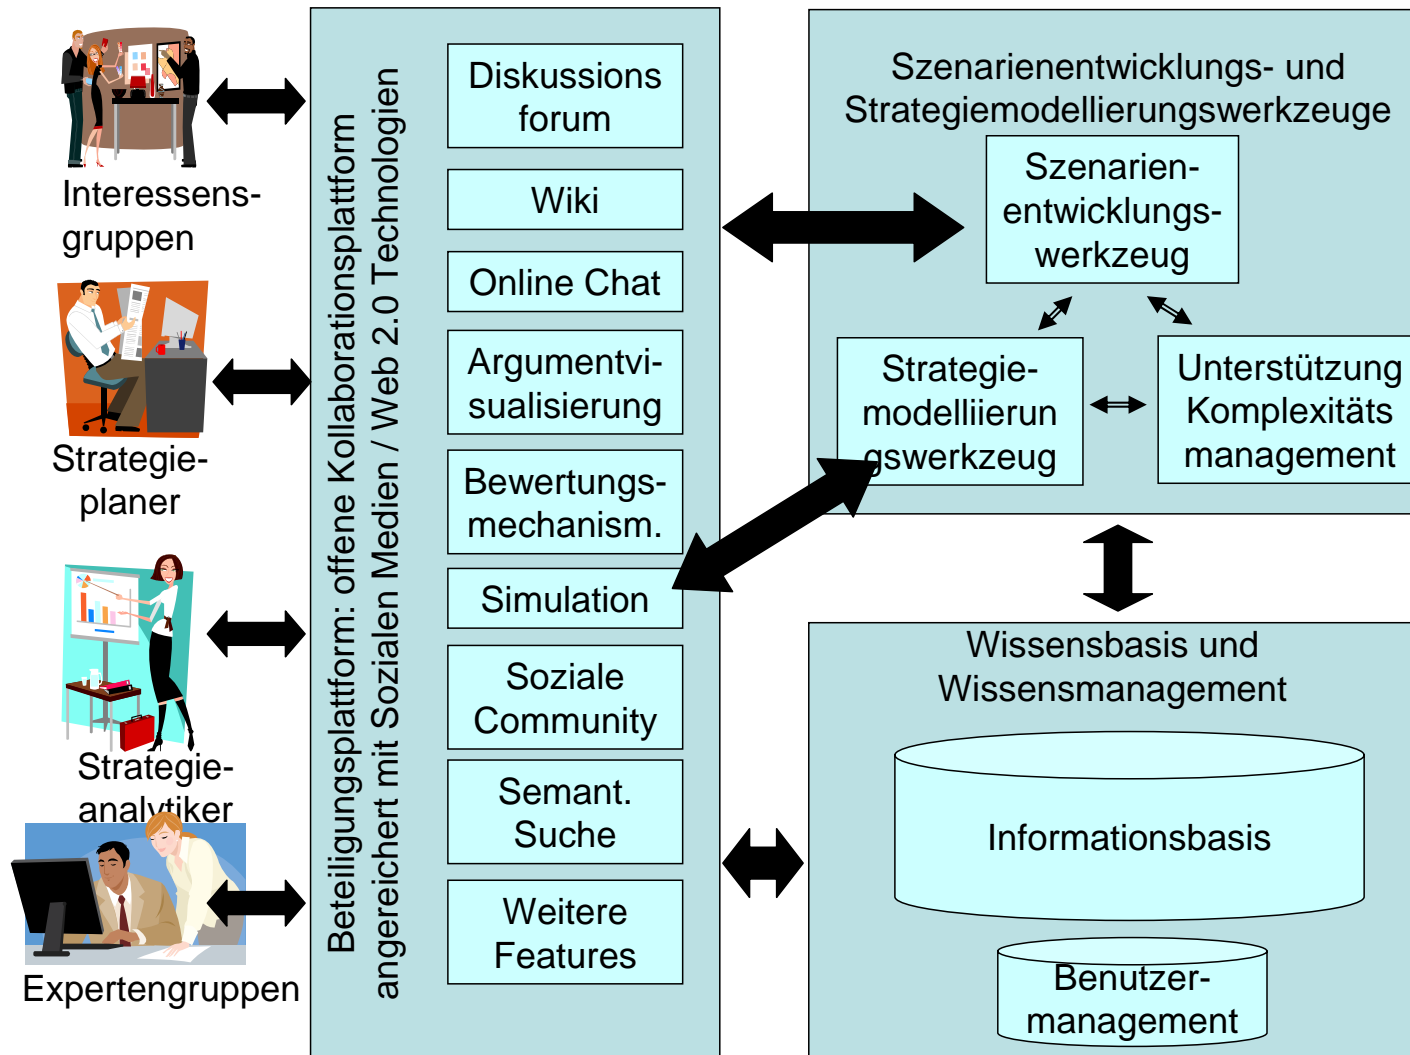 Interessens-
gruppen
Strategie-
planer
Strategie-
analytiker
Expertengruppen
Beteiligungsplattform: offene Kollaborationsplattform
angereichert mit Sozialen Medien / Web 2.0 Technologien
Diskussions
forum
Wiki
Online Chat
Argumentvi-
sualisierung
Bewertungs-
mechanism.
Simulation
Soziale
Community
Semant.
Suche
Weitere
Features
Szenarienentwicklungs- und
Strategiemodellierungswerkzeuge
Szenarien-
entwicklungs-
werkzeug
Strategie-
modelliierun
gswerkzeug
Unterstützung
Komplexitäts
management
Wissensbasis und
Wissensmanagement
Informationsbasis
Benutzer-
management